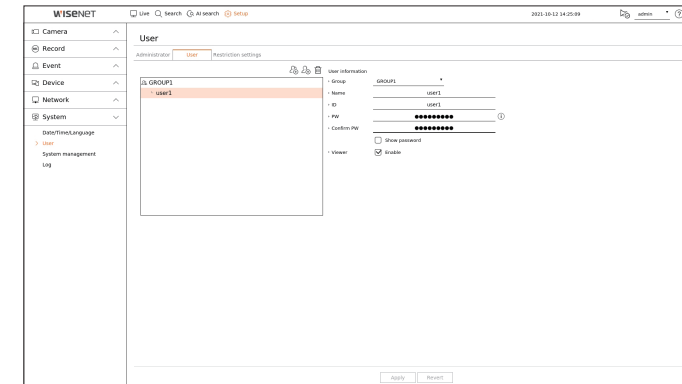 WISENET
Live Search AI search Setup 2021-10-12 14:25:09 admin
Camera
Record
Event
Device
Network
System
Date/Time/Language
User
System management
Log
User
Administrator User Restriction settings
GROUP1
user1
User information
Group GROUP1
Name user1
ID user1
PW ●●●●●●●●●
Confirm PW ●●●●●●●●●
Show password
Viewer Enable
Apply Revert